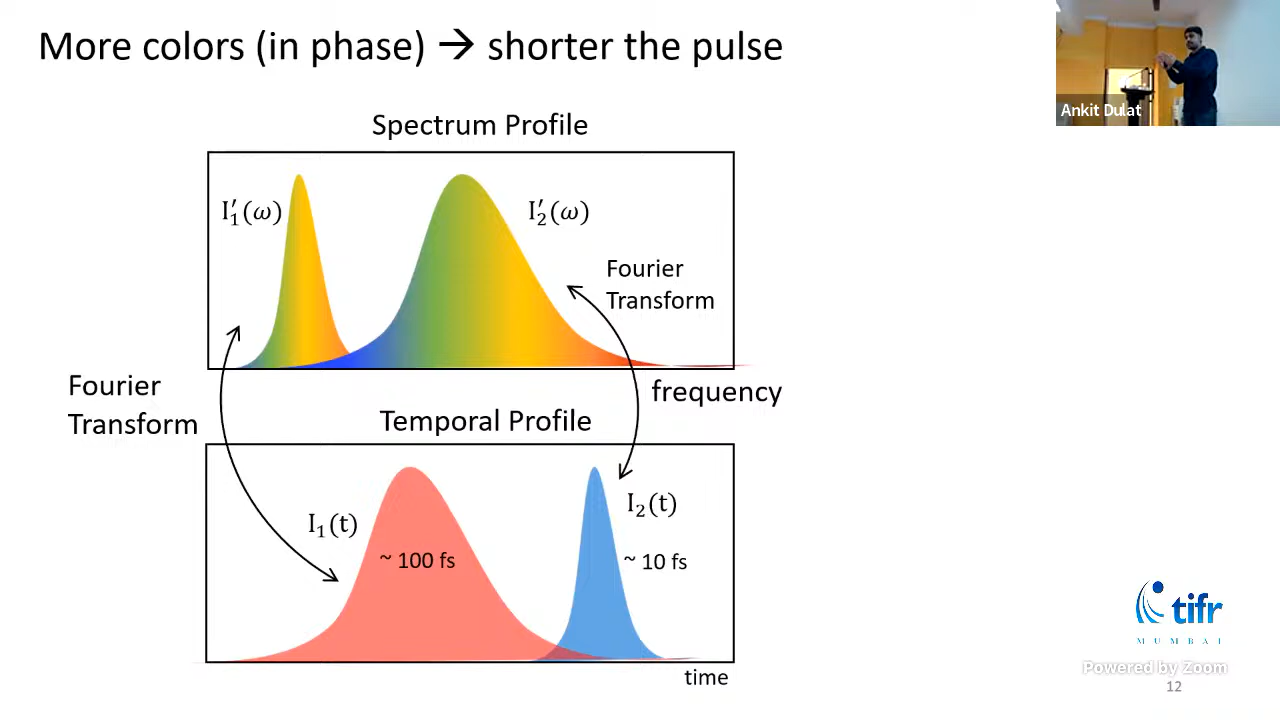 More colors (in phase) → shorter the pulse
Ankit Dulat
Spectrum Profile
I′₁(ω)
I′₂(ω)
Fourier
Transform
frequency
Fourier
Transform
Temporal Profile
I₁(t)
~ 100 fs
I₂(t)
~ 10 fs
time
tifr
MUMBAI
Powered by Zoom
12